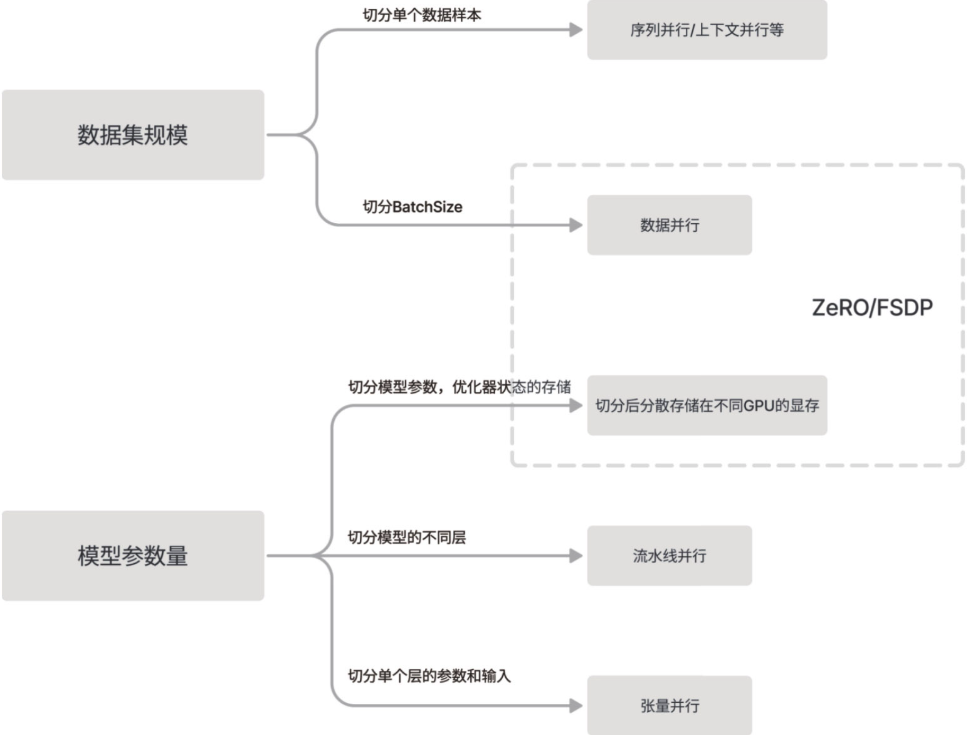 切分单个数据样本
序列并行/上下文并行等
数据集规模
切分BatchSize
数据并行
ZeRO/FSDP
切分模型参数，优化器状态的存储
切分后分散存储在不同GPU的显存
切分模型的不同层
模型参数量
流水线并行
切分单个层的参数和输入
张量并行